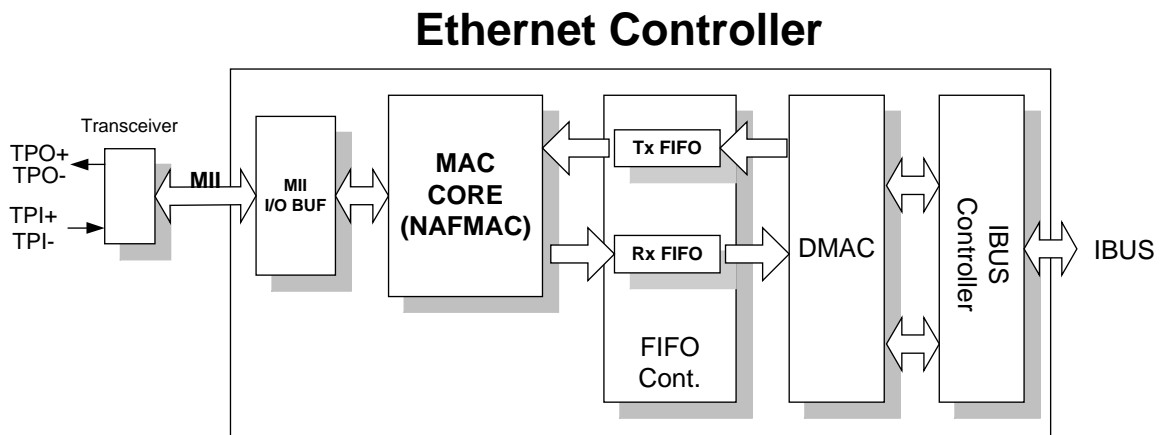 Ethernet Controller
Transceiver
TPO+
TPO-
TPI+
TPI-
MII
MII
I/O BUF
MAC
CORE
(NAFMAC)
Tx FIFO
Rx FIFO
FIFO
Cont.
DMAC
IBUS
Controller
IBUS